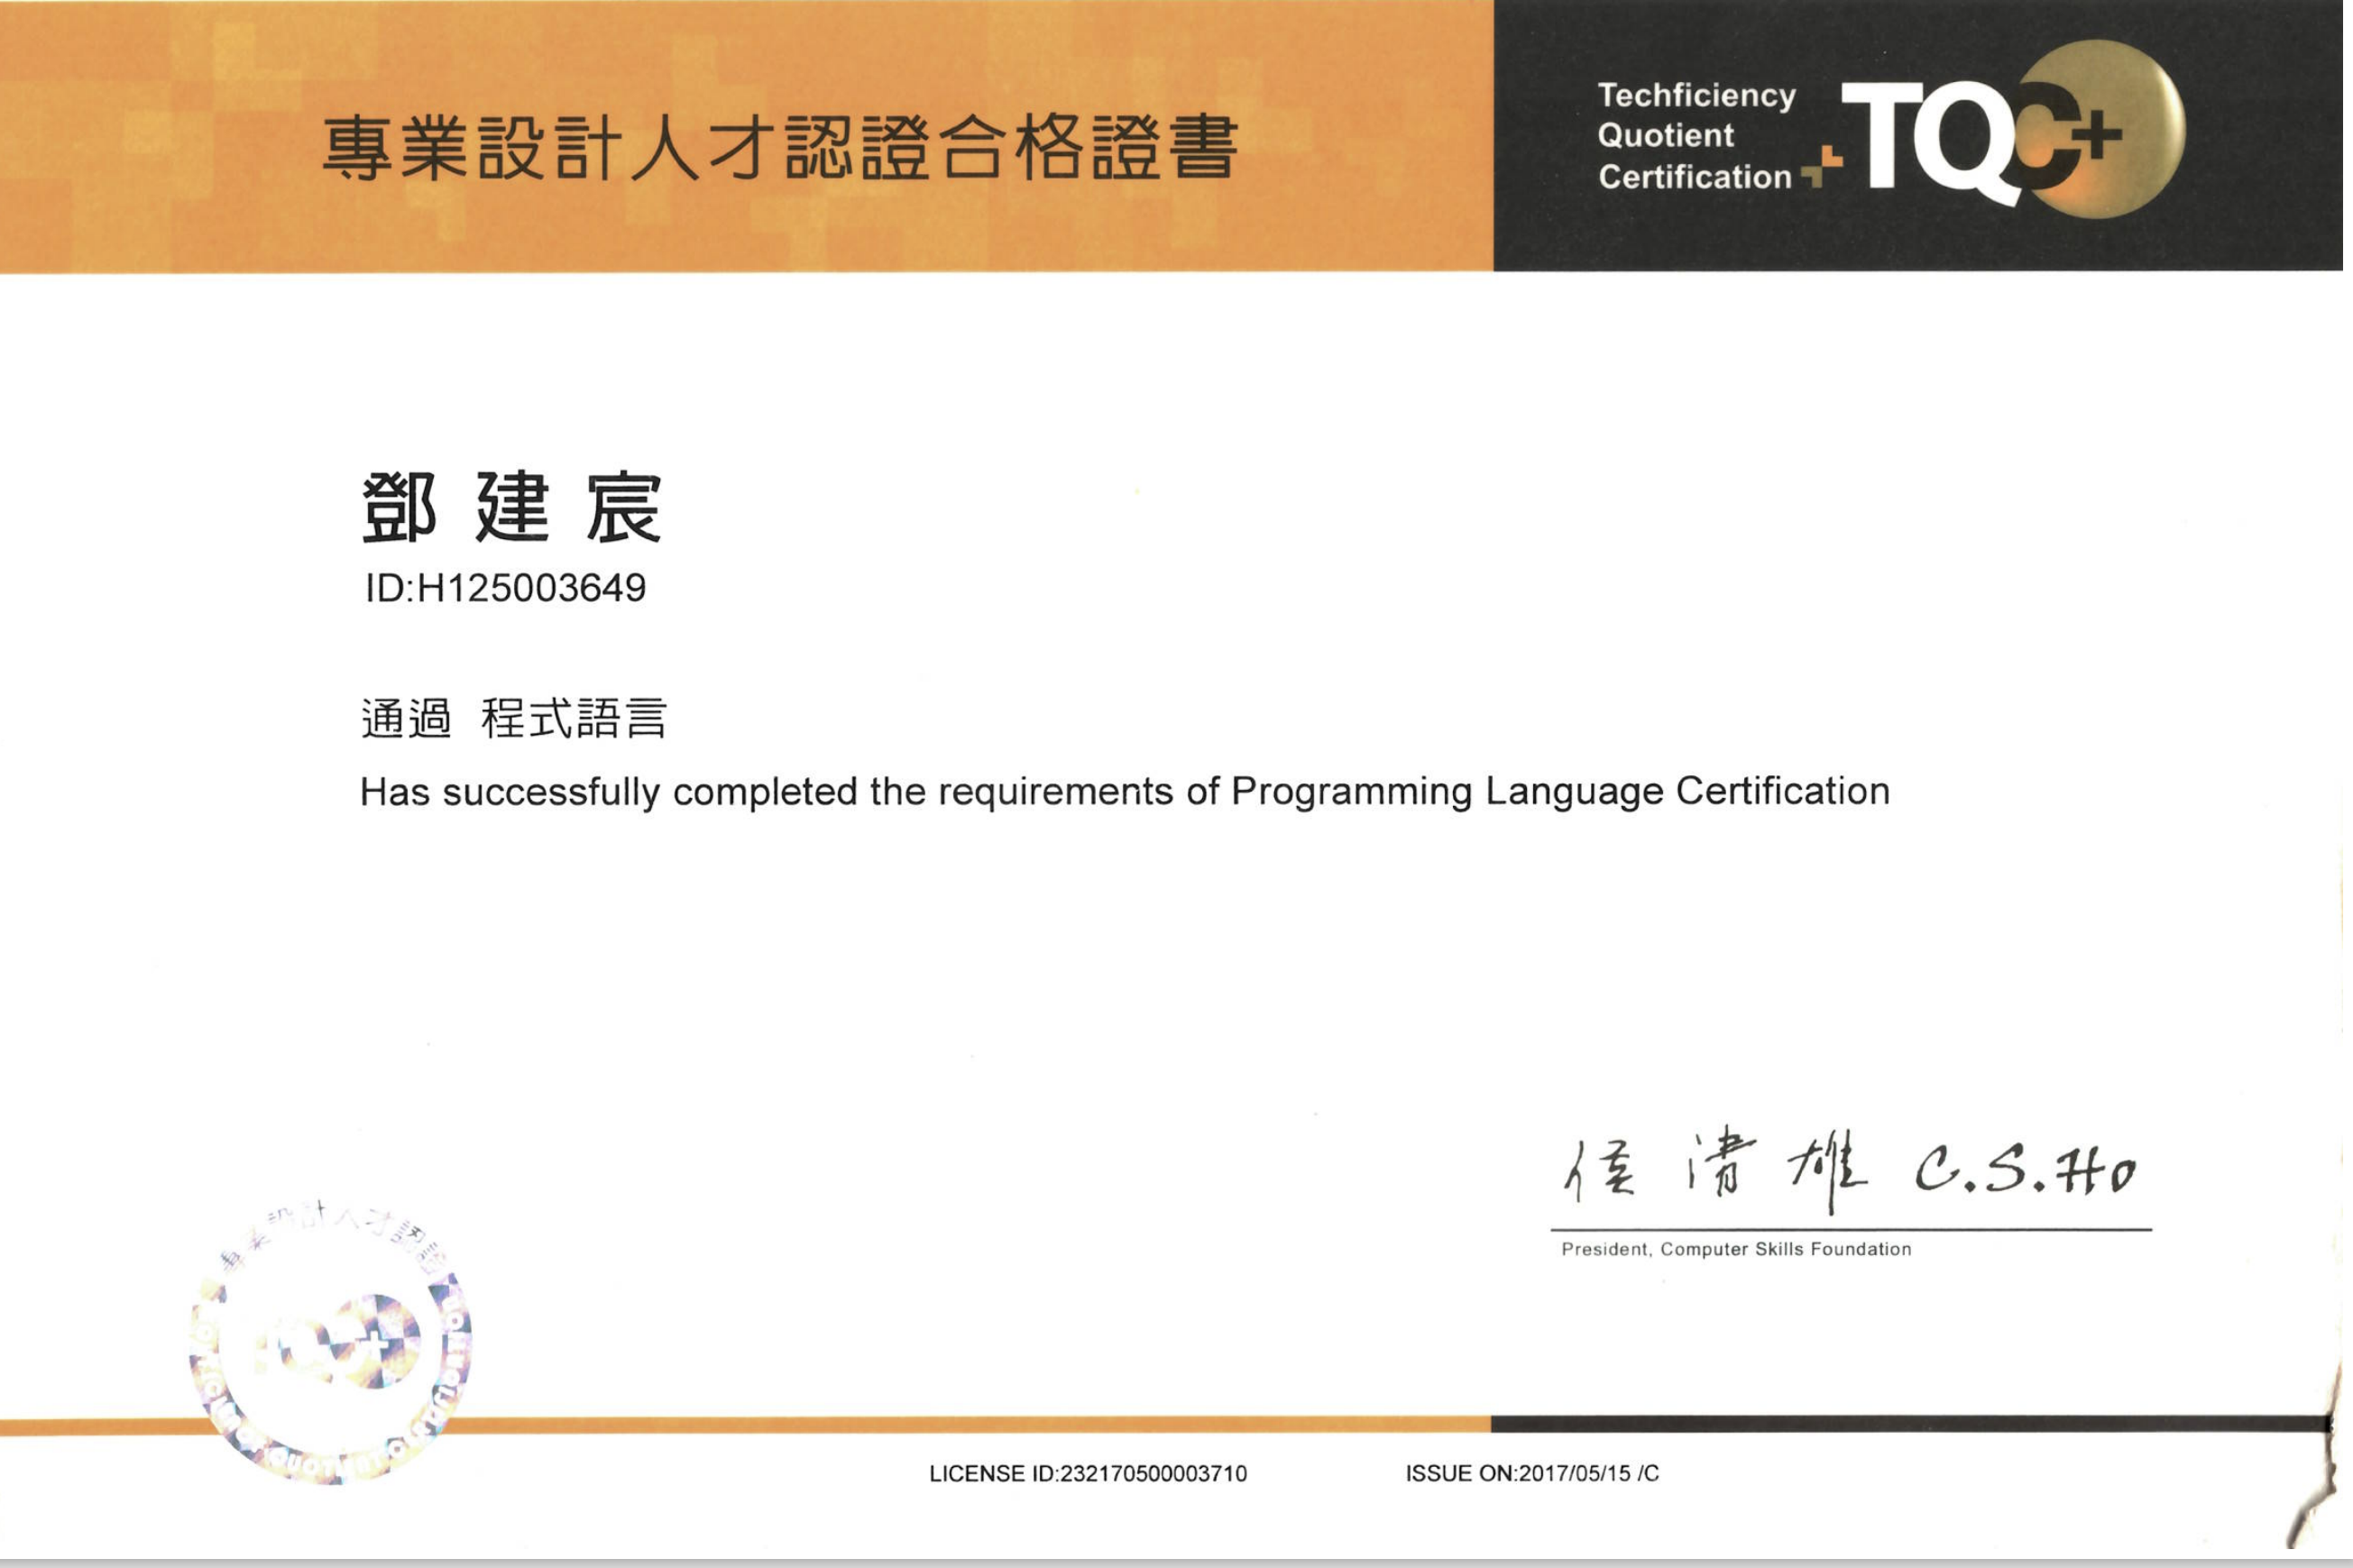 專業設計人才認證合格證書
Techficiency
Quotient
Certification
TQC+
鄧建宸
ID:H125003649
通過 程式語言
Has successfully completed the requirements of Programming Language Certification
侯清雄 C.S.Ho
President, Computer Skills Foundation
專業設計人才認證
LICENSE ID:232170500003710
ISSUE ON:2017/05/15 /C